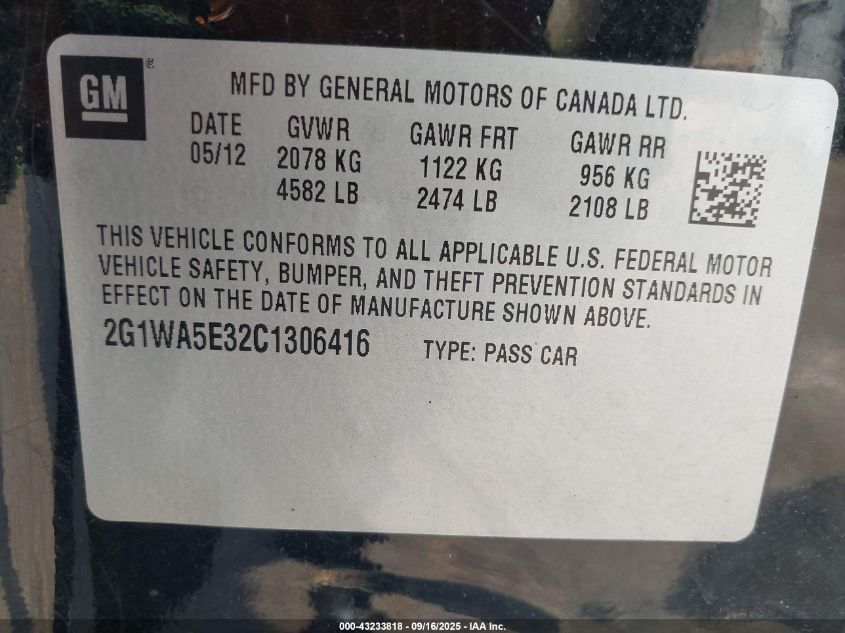 GM®
MFD BY GENERAL MOTORS OF CANADA LTD.
DATE GVWR GAWR FRT GAWR RR
05/12 2078 KG 1122 KG 956 KG
4582 LB 2474 LB 2108 LB
THIS VEHICLE CONFORMS TO ALL APPLICABLE U.S. FEDERAL MOTOR
VEHICLE SAFETY, BUMPER, AND THEFT PREVENTION STANDARDS IN
EFFECT ON THE DATE OF MANUFACTURE SHOWN ABOVE.
2G1WA5E32C1306416 TYPE: PASS CAR
000-43233818 - 09/16/2025 - IAA Inc.